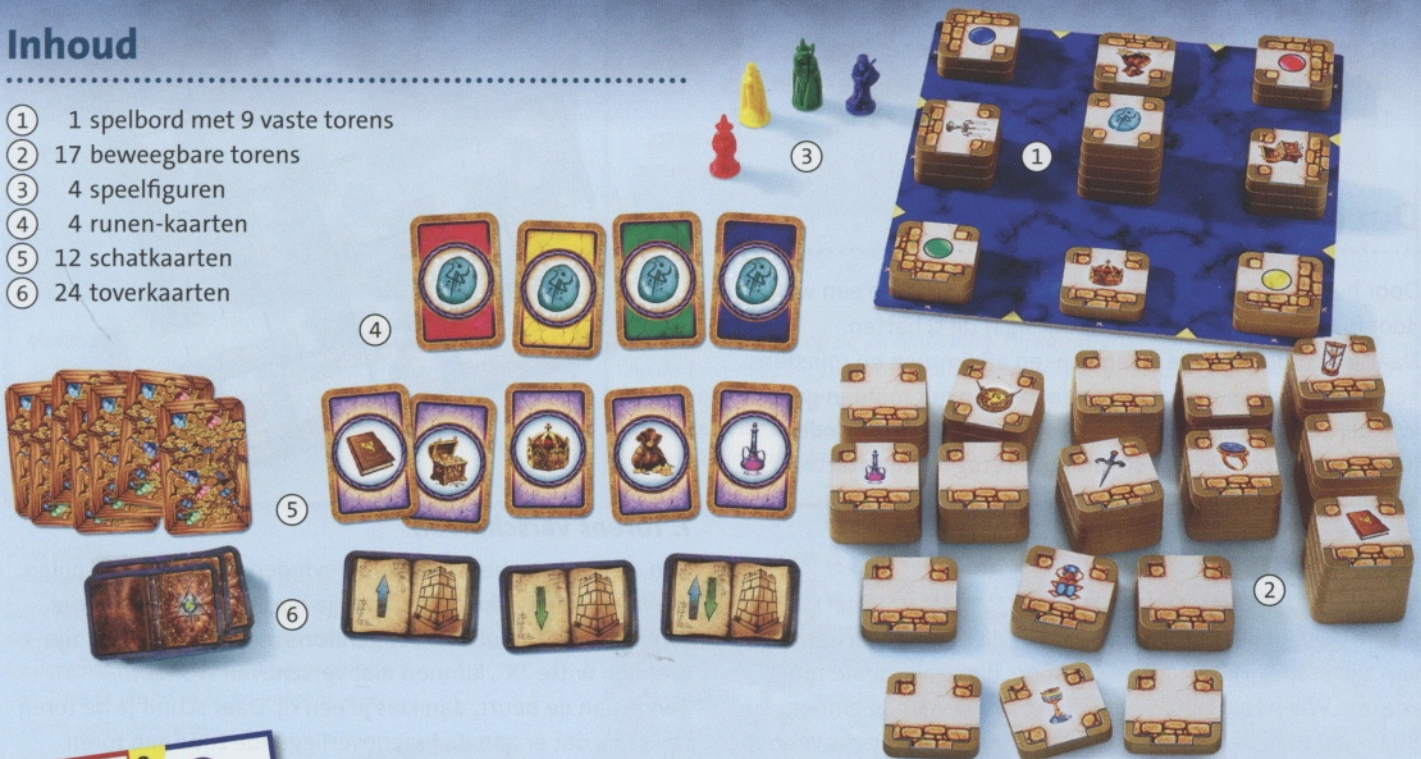 Inhoud
1 1 spelbord met 9 vaste torens
2 17 beweegbare torens
3 4 speelfiguren
4 4 runen-kaarten
5 12 schatkaarten
6 24 toverkaarten
3
1
4
5
6
2